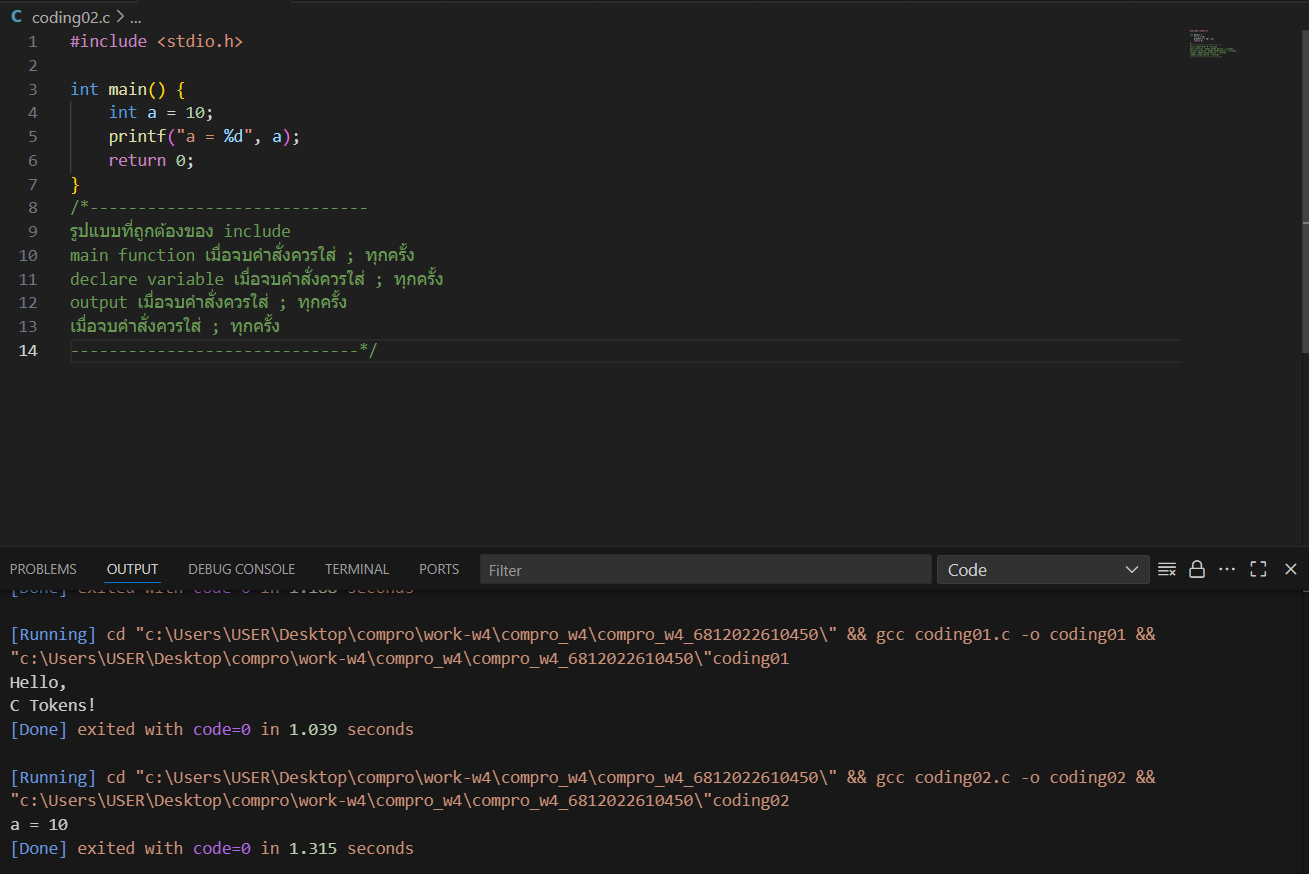 C coding02.c > ...
1 #include <stdio.h>
2
3 int main() {
4 int a = 10;
5 printf("a = %d", a);
6 return 0;
7 }
8 /*-----------------------------
9 รูปแบบที่ถูกต้องของ include
10 main function เมื่อจบคำสั่งควรใส่ ; ทุกครั้ง
11 declare variable เมื่อจบคำสั่งควรใส่ ; ทุกครั้ง
12 output เมื่อจบคำสั่งควรใส่ ; ทุกครั้ง
13 เมื่อจบคำสั่งควรใส่ ; ทุกครั้ง
14 ------------------------------*/
PROBLEMS OUTPUT DEBUG CONSOLE TERMINAL PORTS Filter Code
[Done] exited with code=0 in seconds
[Running] cd "c:\Users\USER\Desktop\compro\work-w4\compro_w4\compro_w4_6812022610450\" && gcc coding01.c -o coding01 &&
"c:\Users\USER\Desktop\compro\work-w4\compro_w4\compro_w4_6812022610450\"coding01
Hello,
C Tokens!
[Done] exited with code=0 in 1.039 seconds
[Running] cd "c:\Users\USER\Desktop\compro\work-w4\compro_w4\compro_w4_6812022610450\" && gcc coding02.c -o coding02 &&
"c:\Users\USER\Desktop\compro\work-w4\compro_w4\compro_w4_6812022610450\"coding02
a = 10
[Done] exited with code=0 in 1.315 seconds